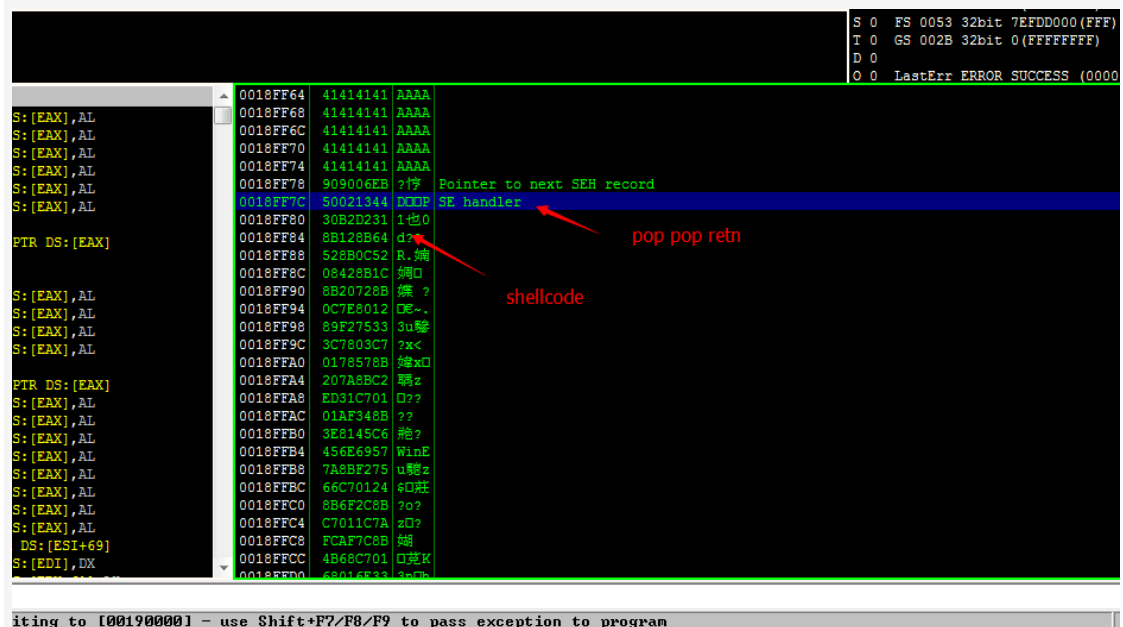 S 0 FS 0053 32bit 7EFDD000(FFF)
T 0 GS 002B 32bit 0(FFFFFFFF)
D 0
O 0 LastErr ERROR SUCCESS (0000
0018FF64 41414141 AAAA
S:[EAX],AL 0018FF68 41414141 AAAA
S:[EAX],AL 0018FF6C 41414141 AAAA
S:[EAX],AL 0018FF70 41414141 AAAA
S:[EAX],AL 0018FF74 41414141 AAAA
S:[EAX],AL 0018FF78 909006EB Pointer to next SEH record
S:[EAX],AL 0018FF7C 50021344 D□□P SE handler
0018FF80 30B2D231 1也0
pop pop retn
PTR DS:[EAX] 0018FF84 8B128B64
0018FF88 528B0C52
0018FF8C 08428B1C
S:[EAX],AL 0018FF90 8B20728B
shellcode
S:[EAX],AL 0018FF94 0C7E8012
S:[EAX],AL 0018FF98 89F27533
S:[EAX],AL 0018FF9C 3C7803C7 ?x<
0018FFA0 0178578B
PTR DS:[EAX] 0018FFA4 207A8BC2
S:[EAX],AL 0018FFA8 ED31C701 □??
S:[EAX],AL 0018FFAC 01AF348B ??
S:[EAX],AL 0018FFB0 3E8145C6
S:[EAX],AL 0018FFB4 456E6957 WinE
S:[EAX],AL 0018FFB8 7A8BF275
S:[EAX],AL 0018FFBC 66C70124
S:[EAX],AL 0018FFC0 8B6F2C8B ?o?
S:[EAX],AL 0018FFC4 C7011C7A z□?
DS:[ESI+69] 0018FFC8 FCAF7C8B
S:[EDI],DX 0018FFCC 4B68C701
0018FFD0 68016F33
iting to [00190000] - use Shift+F7/F8/F9 to pass exception to program